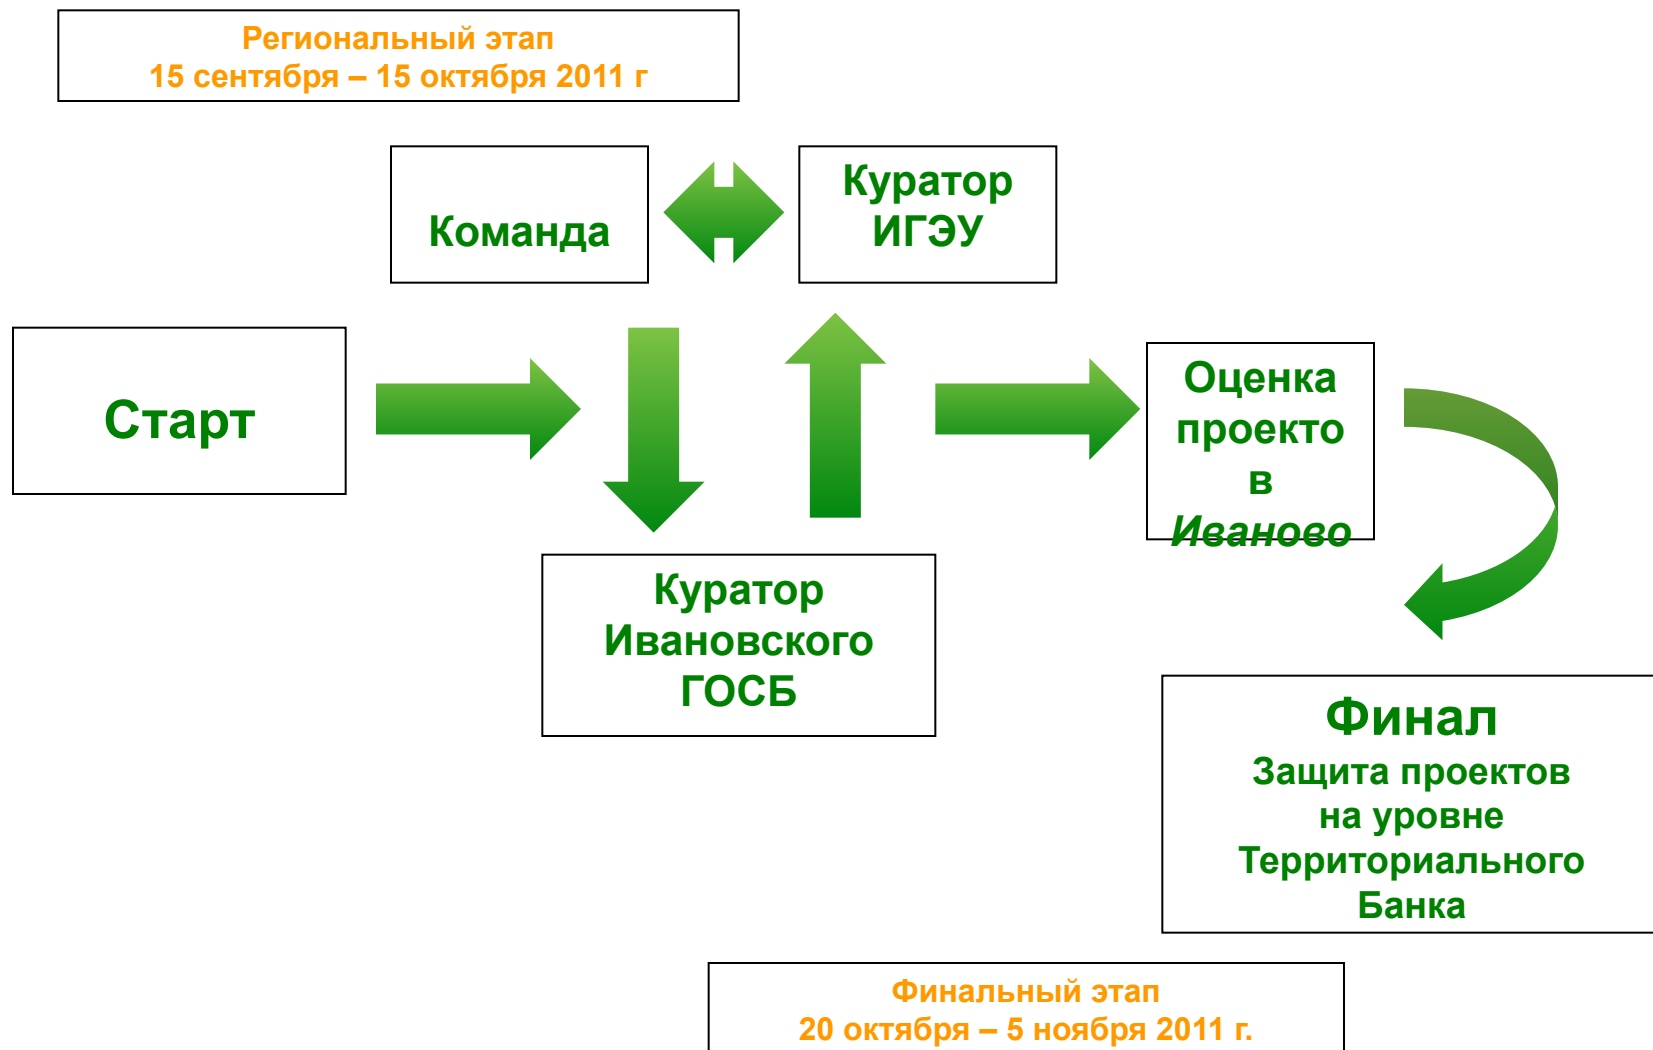 Региональный этап
15 сентября – 15 октября 2011 г
Команда
Куратор
ИГЭУ
Старт
Оценка
проекто
в
Иваново
Куратор
Ивановского
ГОСБ
Финал
Защита проектов
на уровне
Территориального
Банка
Финальный этап
20 октября – 5 ноября 2011 г.